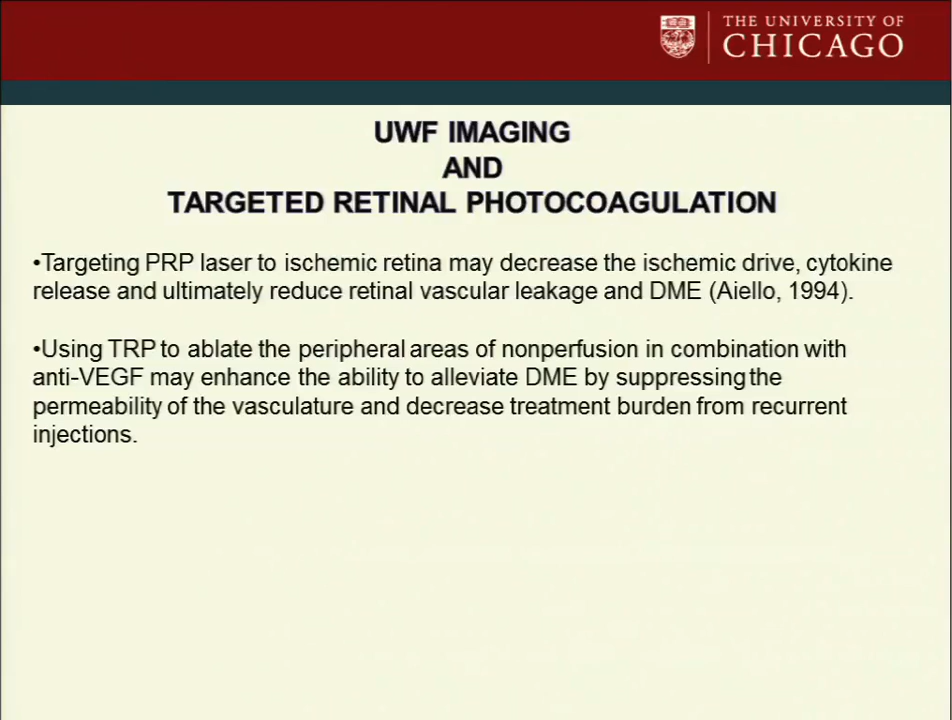 THE UNIVERSITY OF
CHICAGO
UWF IMAGING
AND
TARGETED RETINAL PHOTOCOAGULATION
•Targeting PRP laser to ischemic retina may decrease the ischemic drive, cytokine
release and ultimately reduce retinal vascular leakage and DME (Aiello, 1994).
•Using TRP to ablate the peripheral areas of nonperfusion in combination with
anti-VEGF may enhance the ability to alleviate DME by suppressing the
permeability of the vasculature and decrease treatment burden from recurrent
injections.